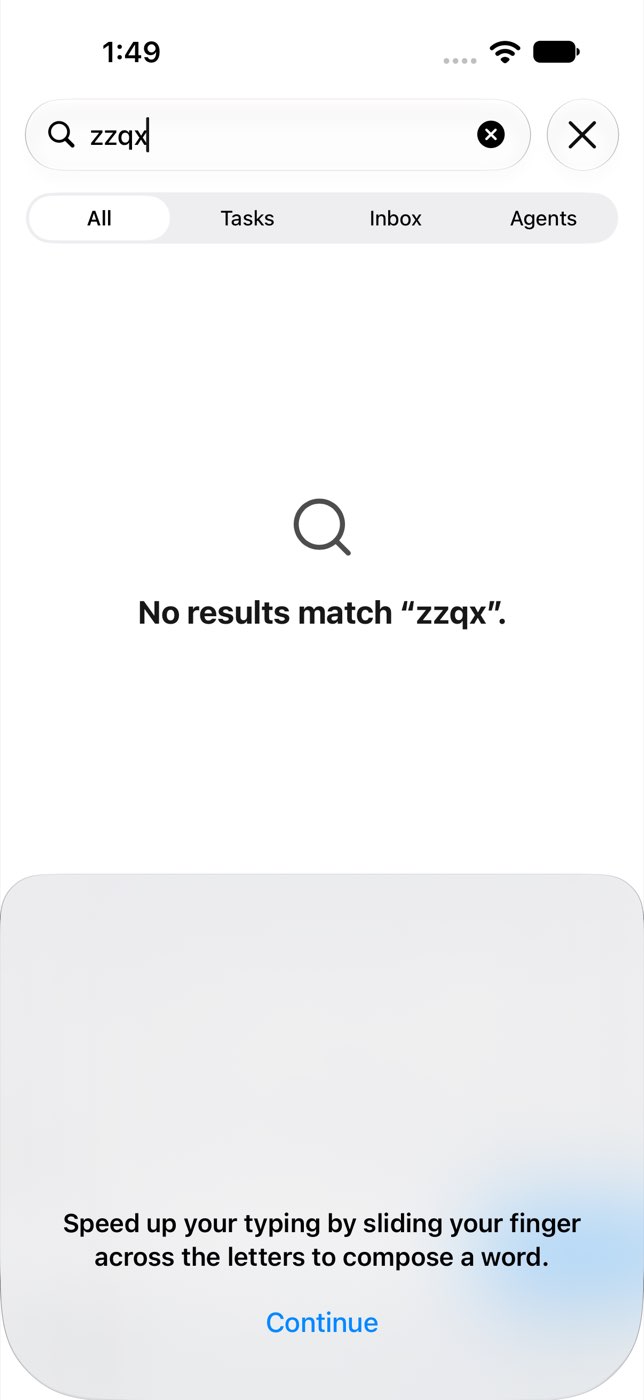 1:49
zzqx
All
Tasks
Inbox
Agents
No results match “zzqx”.
Speed up your typing by sliding your finger
across the letters to compose a word.
Continue